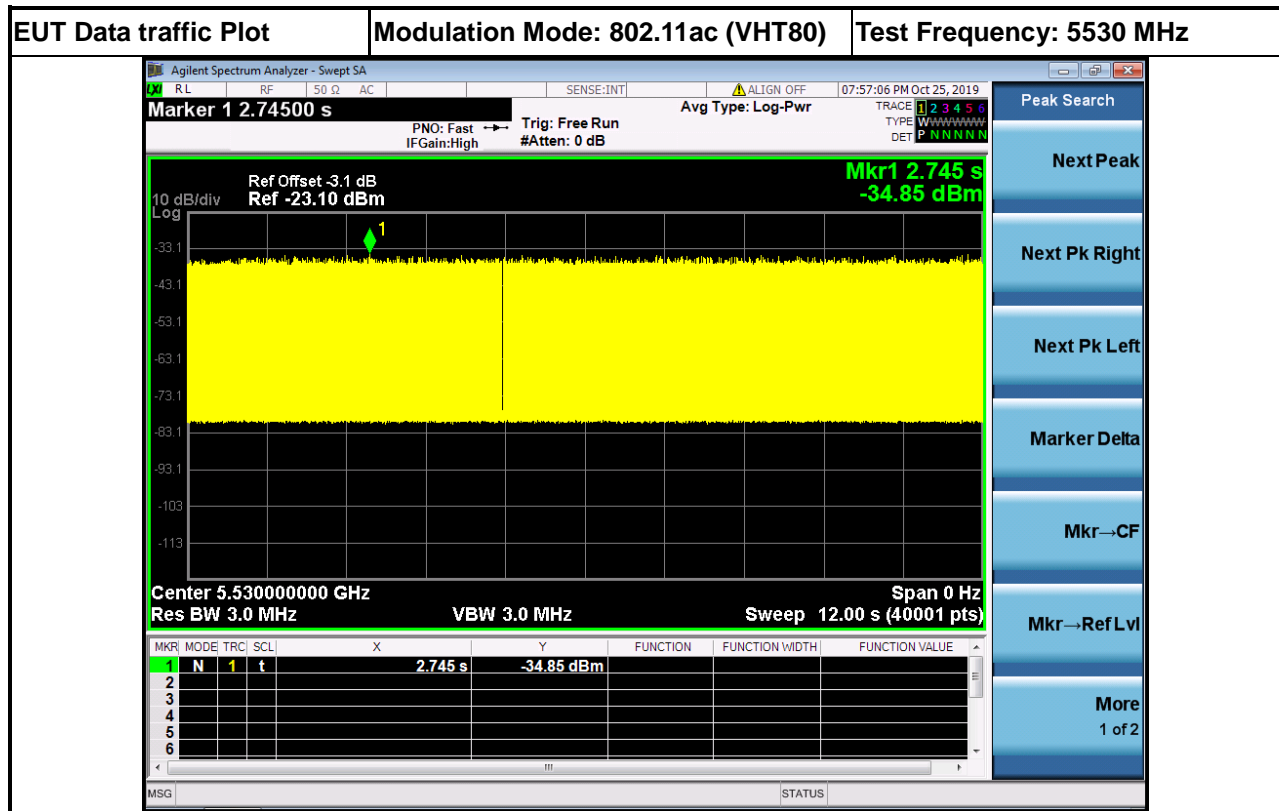 EUT Data traffic Plot Modulation Mode: 802.11ac (VHT80) Test Frequency: 5530 MHz
Agilent Spectrum Analyzer - Swept SA
LXI RL RF 50 Ω AC SENSE:INT ALIGN OFF 07:57:06 PM Oct 25, 2019
Marker 1 2.74500 s
PNO: Fast
IFGain:High
Trig: Free Run
#Atten: 0 dB
Avg Type: Log-Pwr
TRACE 1 2 3 4 5 6
TYPE WWWWWW
DET P N N N N N
Peak Search
Next Peak
Next Pk Right
Next Pk Left
Marker Delta
Mkr→CF
Mkr→Ref Lvl
More
1 of 2
Mkr1 2.745 s
-34.85 dBm
Ref Offset -3.1 dB
10 dB/div Ref -23.10 dBm
Log
1
-33.1
-43.1
-53.1
-63.1
-73.1
-83.1
-93.1
-103
-113
Center 5.530000000 GHz Span 0 Hz
Res BW 3.0 MHz VBW 3.0 MHz Sweep 12.00 s (40001 pts)
MKR MODE TRC SCL X Y FUNCTION FUNCTION WIDTH FUNCTION VALUE
1 N 1 t 2.745 s -34.85 dBm
2
3
4
5
6
MSG STATUS